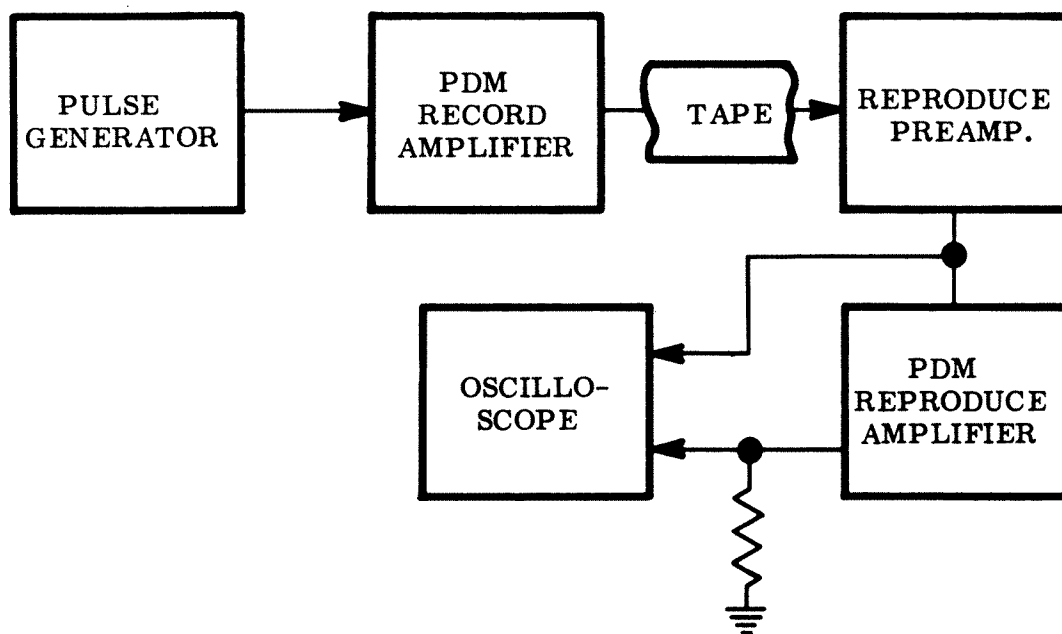 PULSE
GENERATOR
PDM
RECORD
AMPLIFIER
TAPE
REPRODUCE
PREAMP.
OSCILLO-
SCOPE
PDM
REPRODUCE
AMPLIFIER